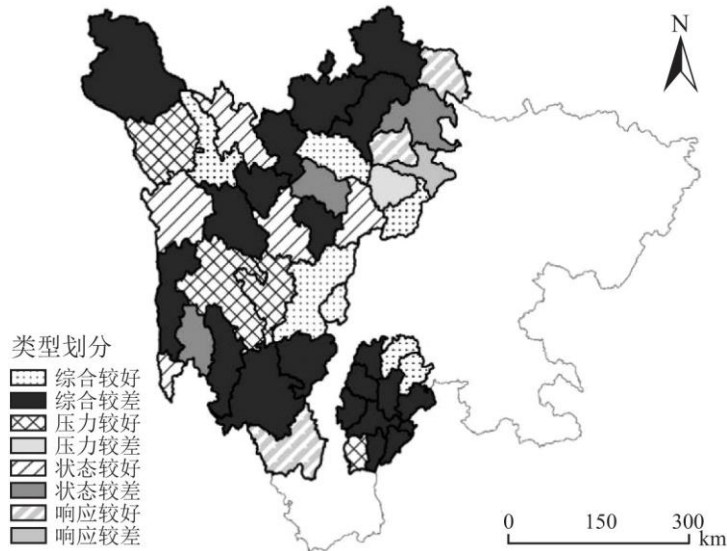 N
类型划分
综合较好
综合较差
压力较好
压力较差
状态较好
状态较差
响应较好
响应较差
0 150 300
km